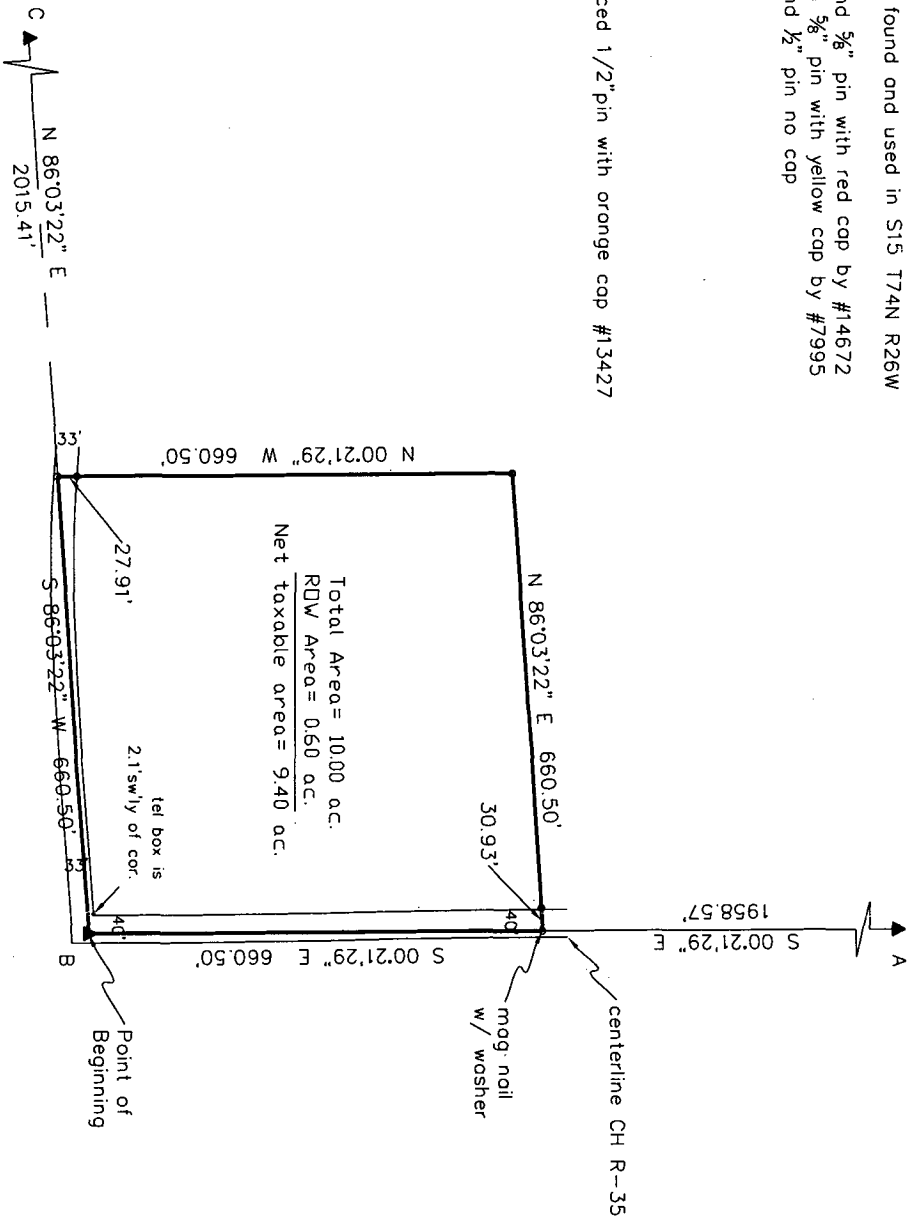 found and used in S15 T74N R26W
nd ⅝" pin with red cap by #14672
⅝" pin with yellow cap by #7995
nd ½" pin no cap
ced 1/2" pin with orange cap #13427
A
S 00°21'29" E
1958.57'
centerline CH R-35
mag nail
w/ washer
N 86°03'22" E 660.50'
30.93'
40'
N 00°21'29" W 660.50'
S 00°21'29" E 660.50'
Total Area= 10.00 ac.
ROW Area= 0.60 ac.
Net taxable area= 9.40 ac.
tel box is
2.1'sw'ly of cor.
40'
33'
27.91'
33'
S 86°03'22" W 660.50'
B
Point of
Beginning
N 86°03'22" E
2015.41'
C